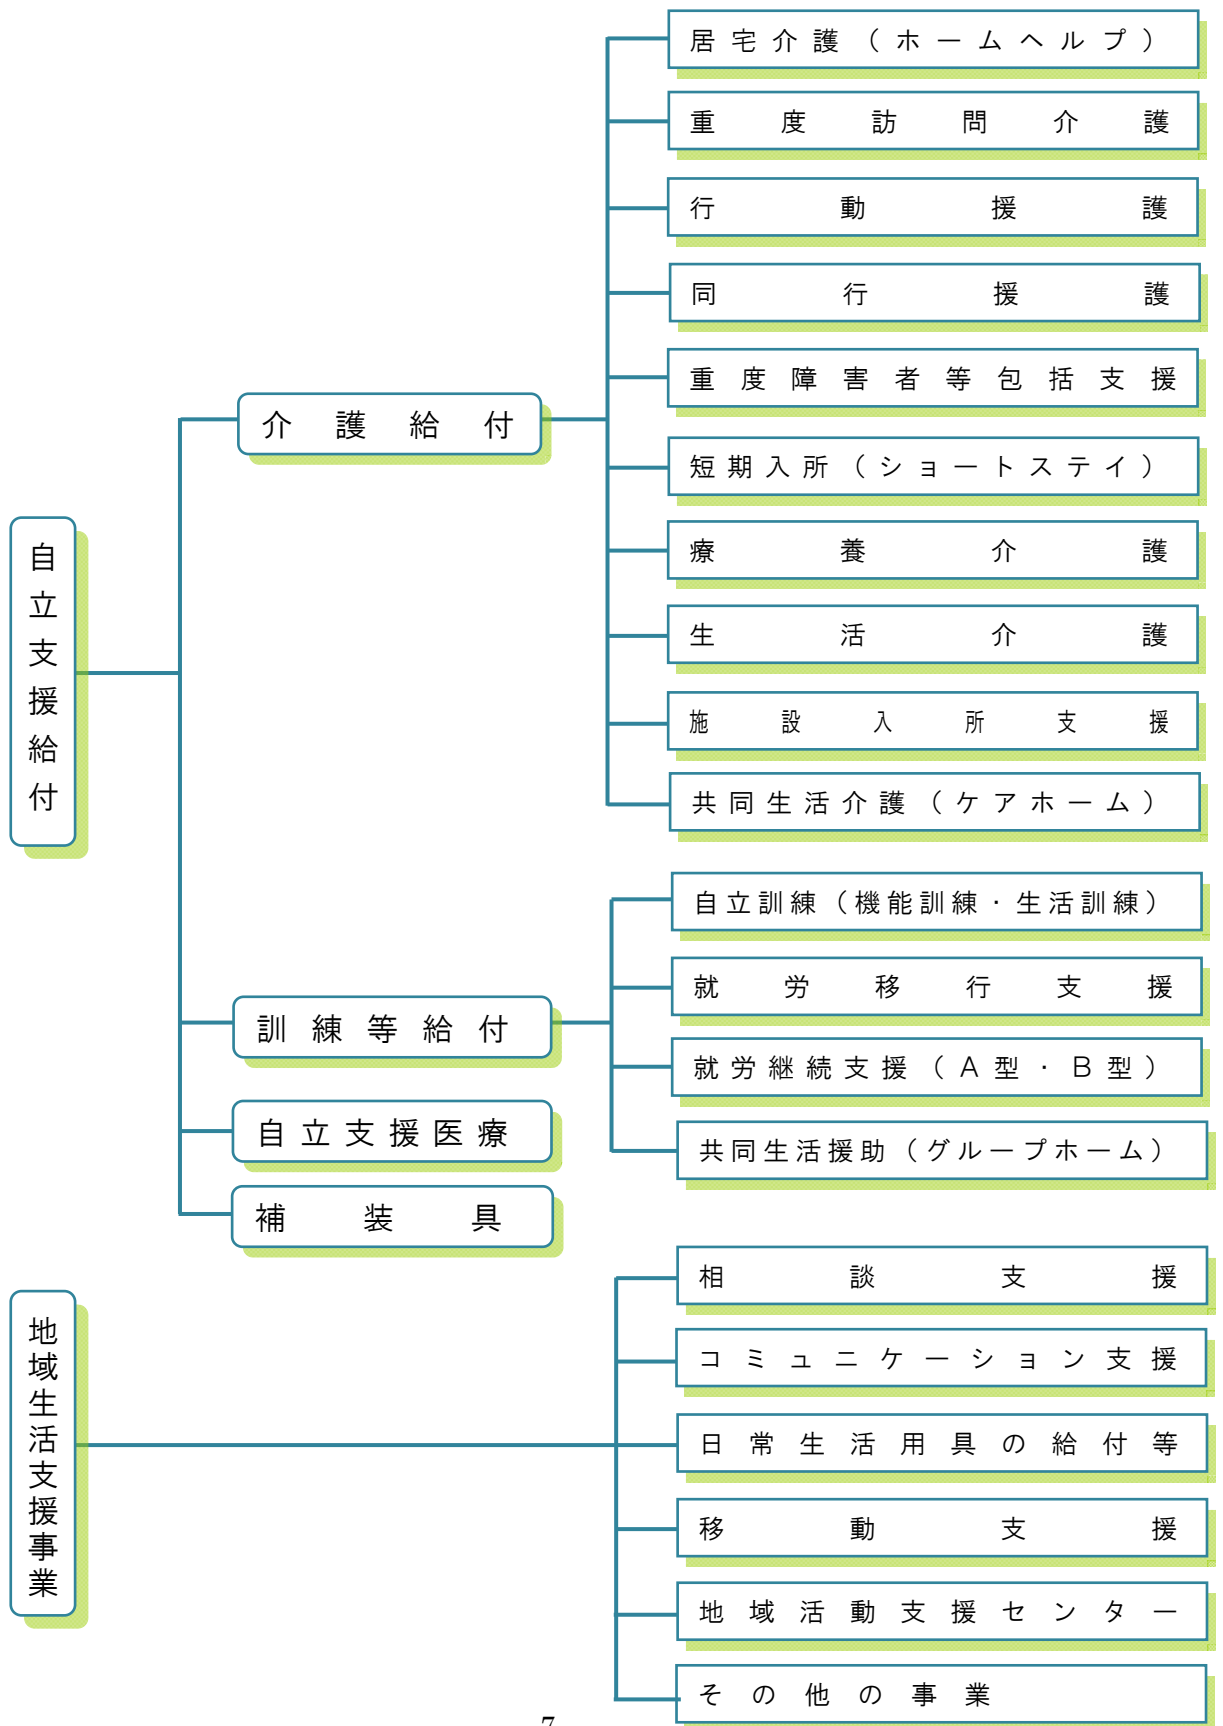 自立支援給付
介護給付
居宅介護（ホームヘルプ）
重度訪問介護
行動援護
同行援護
重度障害者等包括支援
短期入所（ショートステイ）
療養介護
生活介護
施設入所支援
共同生活介護（ケアホーム）
訓練等給付
自立訓練（機能訓練・生活訓練）
就労移行支援
就労継続支援（A型・B型）
共同生活援助（グループホーム）
自立支援医療
補装具
地域生活支援事業
相談支援
コミュニケーション支援
日常生活用具の給付等
移動支援
地域活動支援センター
その他の事業
7